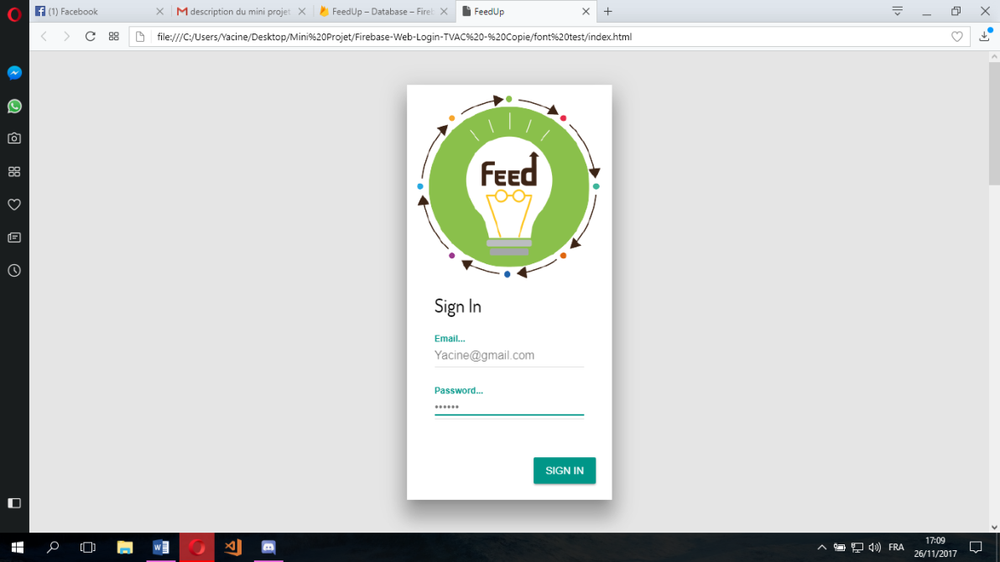 (1) Facebook
description du mini projet
FeedUp – Database – Fireb
FeedUp
file:///C:/Users/Yacine/Desktop/Mini%20Projet/Firebase-Web-Login-TVAC%20-%20Copie/font%20test/index.html
Feed
Sign In
Email...
Yacine@gmail.com
Password...
••••••
SIGN IN
FRA
17:09
26/11/2017